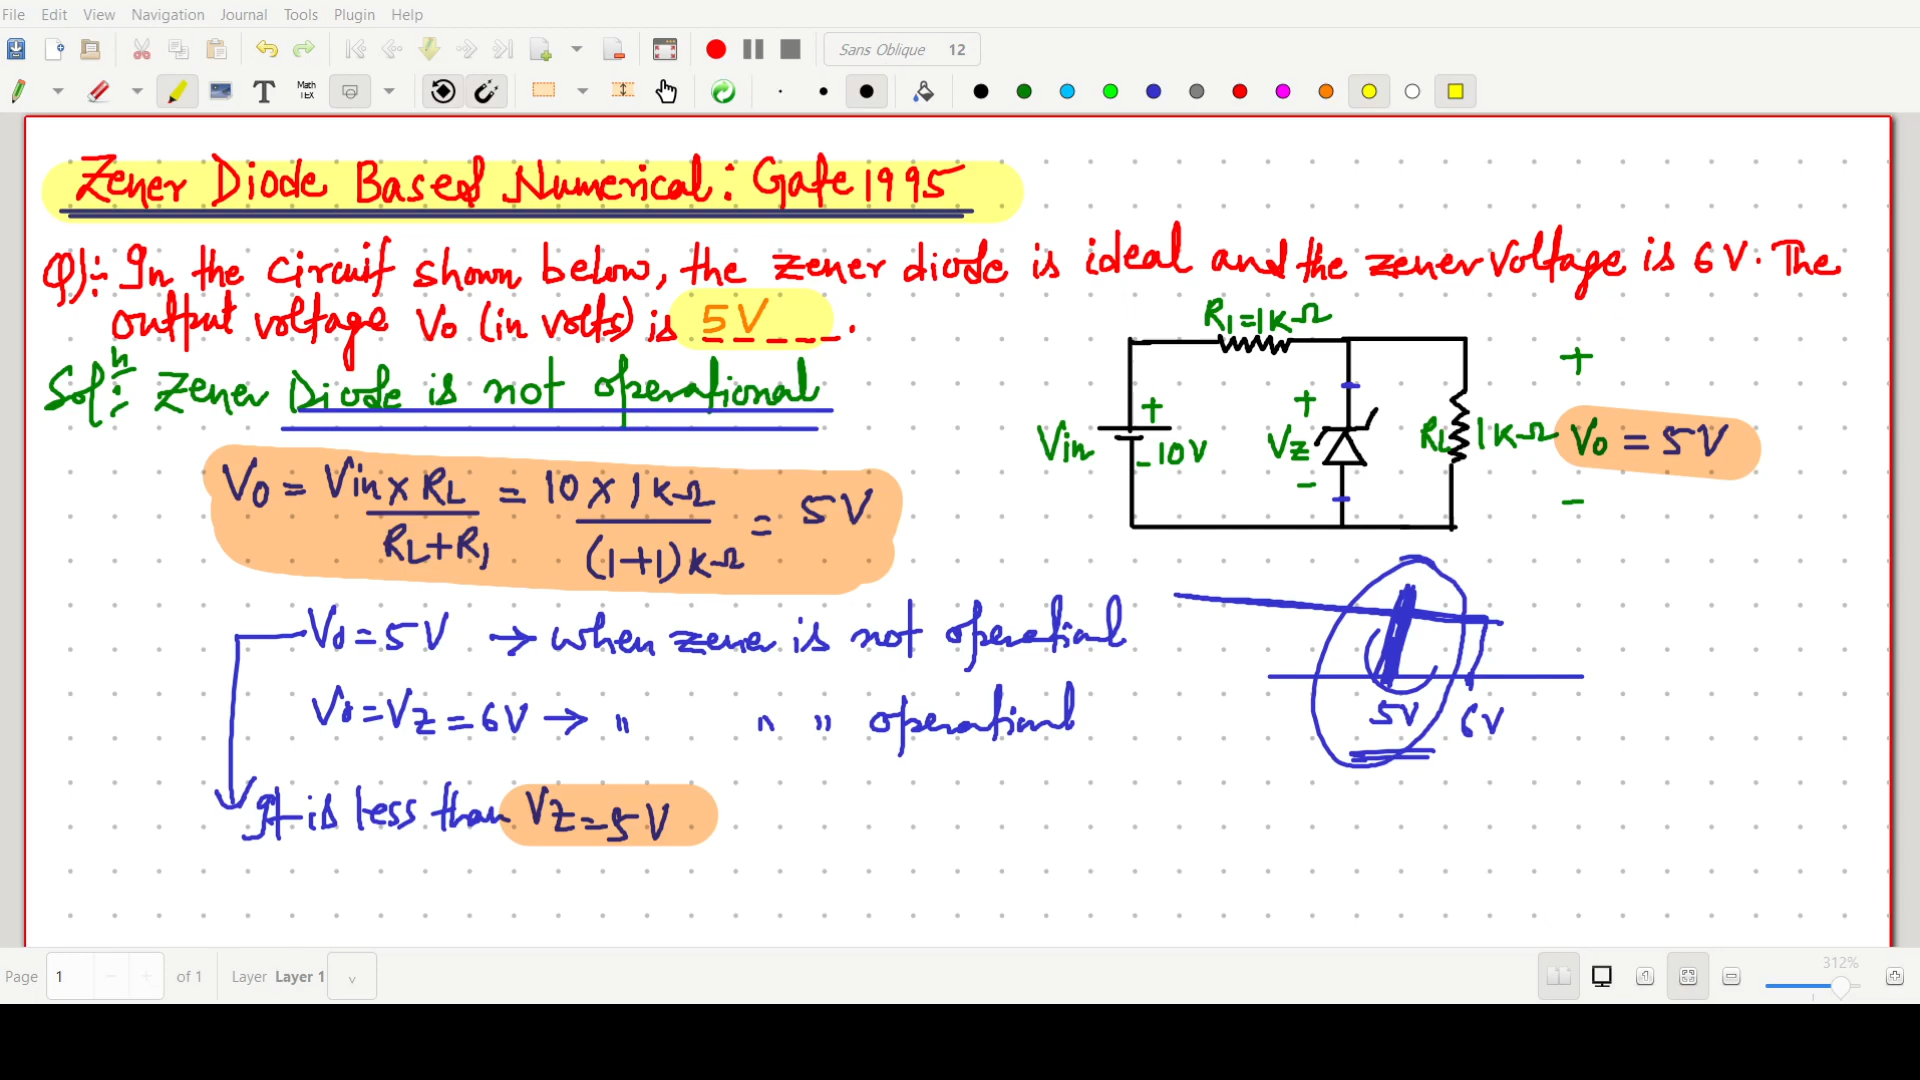 File Edit View Navigation Journal Tools Plugin Help
Sans Oblique 12
T Math TEX
Zener Diode Based Numerical: Gate 1995
Q):- In the circuit shown below, the zener diode is ideal and the zener voltage is 6V. The
output voltage Vo (in volts) is 5V.
Solⁿ:- Zener Diode is not operational
Vo = Vin x RL / RL+R1 = 10 x 1kΩ / (1+1)kΩ = 5V
Vo = 5V → when zener is not operational
Vo = Vz = 6V → " " " operational
It is less than Vz = 5V
R1=1kΩ
Vin + - 10V
+ Vz -
RL 1kΩ
+ Vo = 5V -
5V 6V
Page 1 of 1 Layer Layer 1
312%